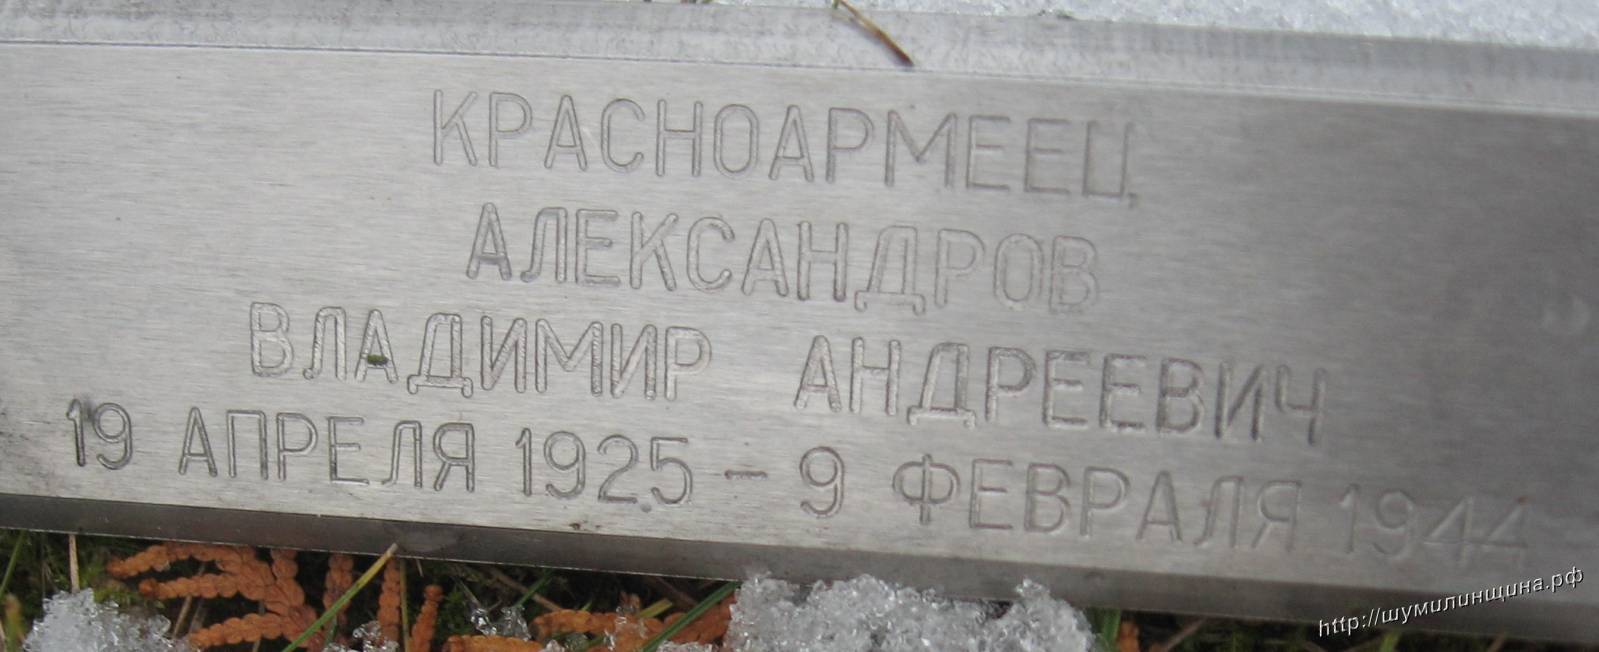 КРАСНОАРМЕЕЦ
АЛЕКСАНДРОВ
ВЛАДИМИР АНДРЕЕВИЧ
19 АПРЕЛЯ 1925 – 9 ФЕВРАЛЯ 1944
http://шумилинщина.рф